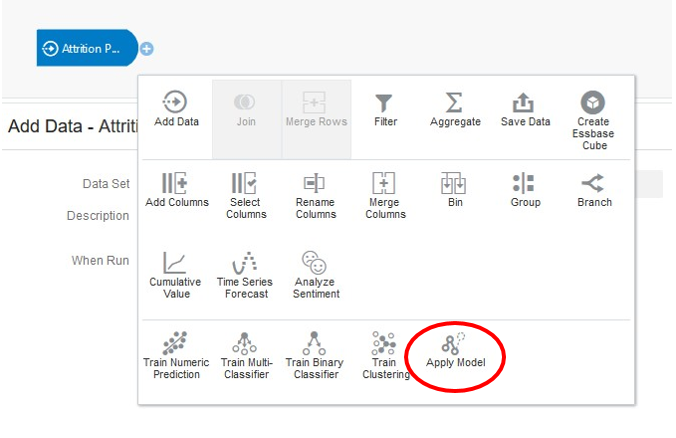 Attrition P...
Add Data
Join
Merge Rows
Filter
Aggregate
Save Data
Create
Essbase
Cube
Add Data - Attriti
Data Set
Description
When Run
Add Columns
Select
Columns
Rename
Columns
Merge
Columns
Bin
Group
Branch
Cumulative
Value
Time Series
Forecast
Analyze
Sentiment
Train Numeric
Prediction
Train Multi-
Classifier
Train Binary
Classifier
Train
Clustering
Apply Model